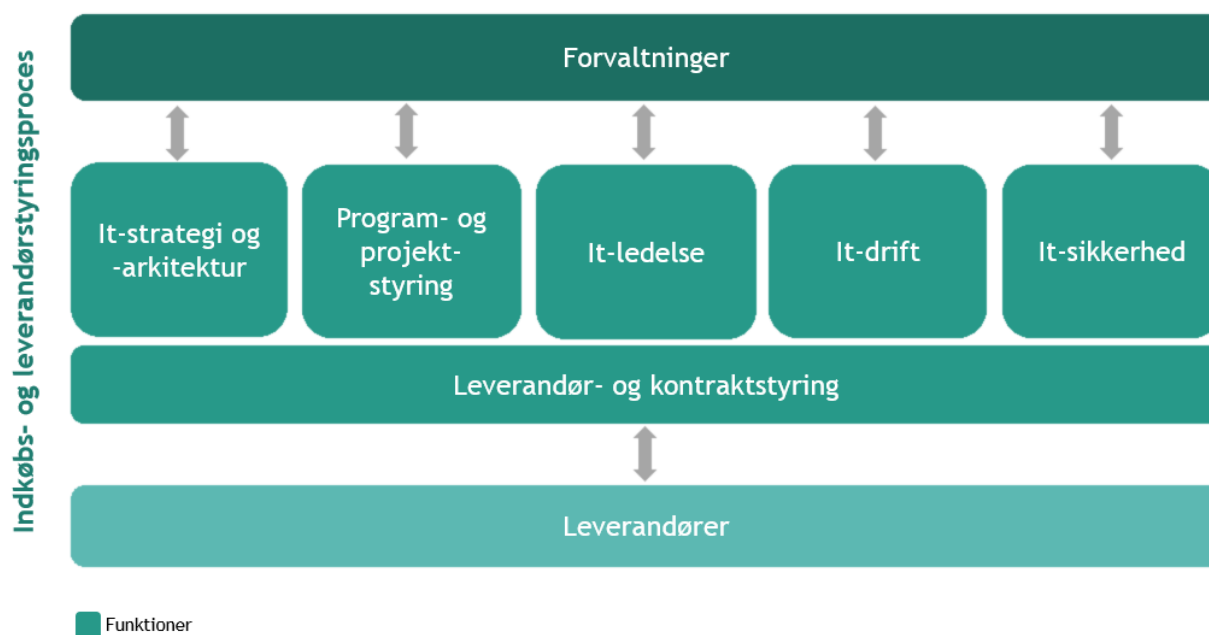 Indkøbs- og leverandørstyringsproces
Forvaltninger
It-strategi og
-arkitektur
Program- og
projekt-
styring
It-ledelse
It-drift
It-sikkerhed
Leverandør- og kontraktstyring
Leverandører
Funktioner